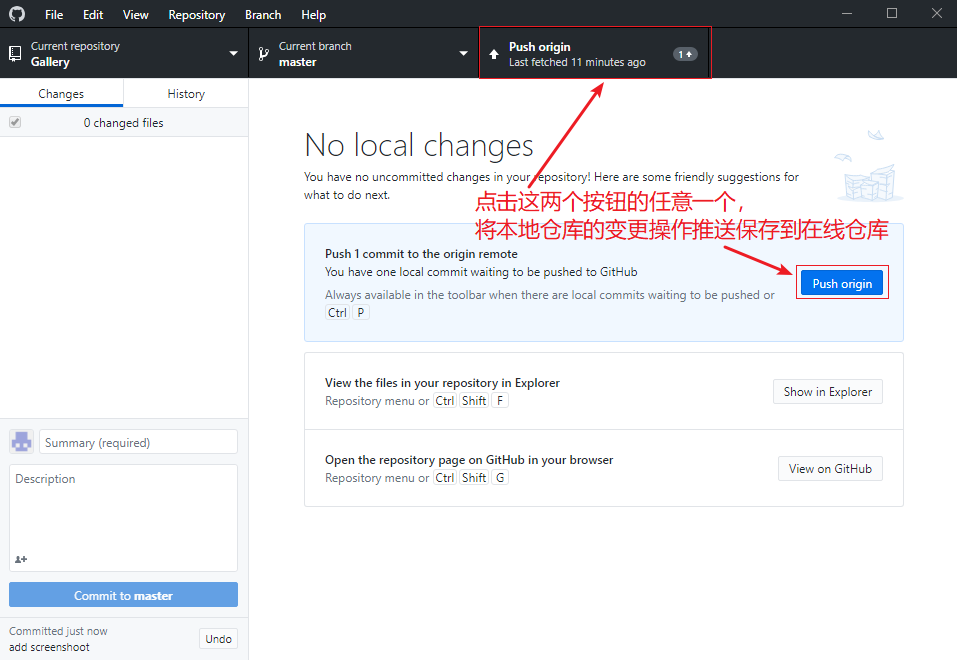 File Edit View Repository Branch Help
Current repository
Gallery
Current branch
master
Push origin
Last fetched 11 minutes ago
1
Changes History
0 changed files
No local changes
You have no uncommitted changes in your repository! Here are some friendly suggestions for
what to do next.
点击这两个按钮的任意一个，
将本地仓库的变更操作推送保存到在线仓库
Push 1 commit to the origin remote
You have one local commit waiting to be pushed to GitHub
Always available in the toolbar when there are local commits waiting to be pushed or
Ctrl P
Push origin
View the files in your repository in Explorer
Repository menu or Ctrl Shift F
Show in Explorer
Open the repository page on GitHub in your browser
Repository menu or Ctrl Shift G
View on GitHub
Summary (required)
Description
Commit to master
Committed just now
add screenshoot
Undo